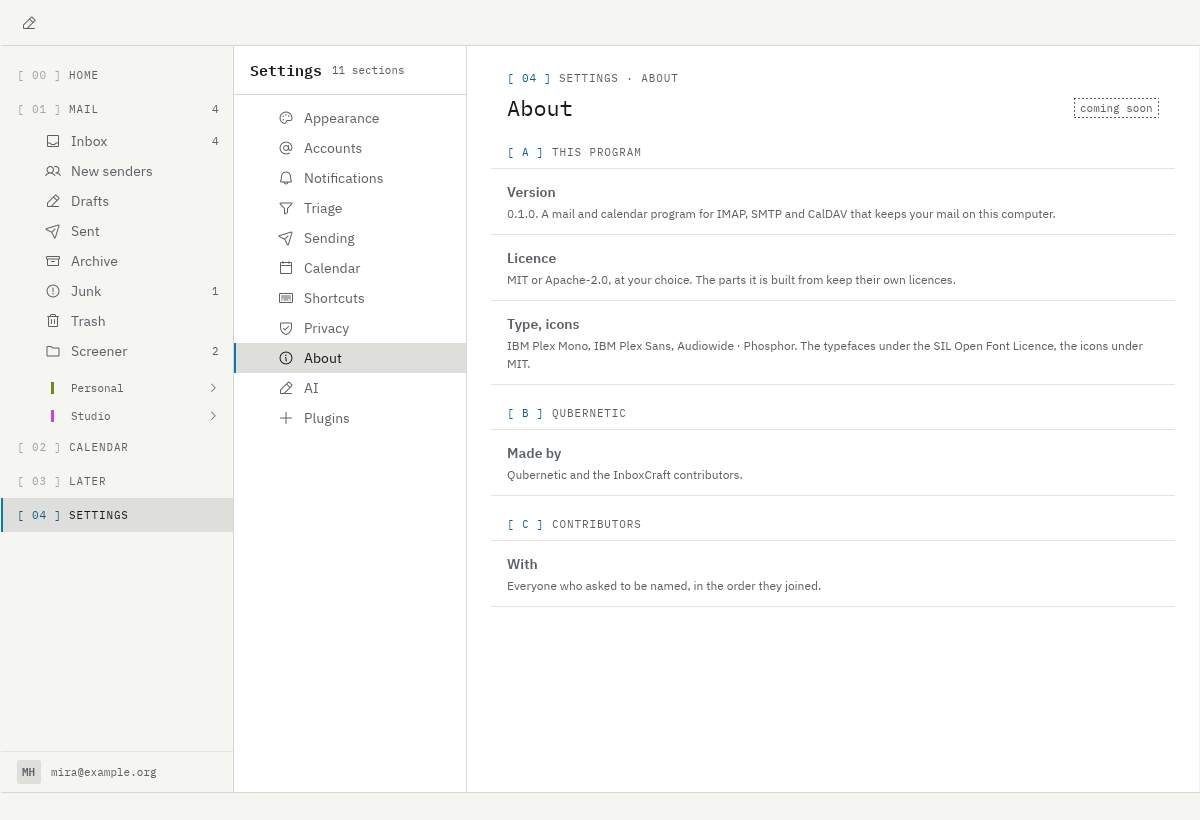 [ 00 ] HOME
[ 01 ] MAIL 4
Inbox 4
New senders
Drafts
Sent
Archive
Junk 1
Trash
Screener 2
Personal
Studio
[ 02 ] CALENDAR
[ 03 ] LATER
[ 04 ] SETTINGS
MH mira@example.org
Settings 11 sections
Appearance
Accounts
Notifications
Triage
Sending
Calendar
Shortcuts
Privacy
About
AI
Plugins
[ 04 ] SETTINGS · ABOUT
About
coming soon
[ A ] THIS PROGRAM
Version
0.1.0. A mail and calendar program for IMAP, SMTP and CalDAV that keeps your mail on this computer.
Licence
MIT or Apache-2.0, at your choice. The parts it is built from keep their own licences.
Type, icons
IBM Plex Mono, IBM Plex Sans, Audiowide · Phosphor. The typefaces under the SIL Open Font Licence, the icons under
MIT.
[ B ] QUBERNETIC
Made by
Qubernetic and the InboxCraft contributors.
[ C ] CONTRIBUTORS
With
Everyone who asked to be named, in the order they joined.